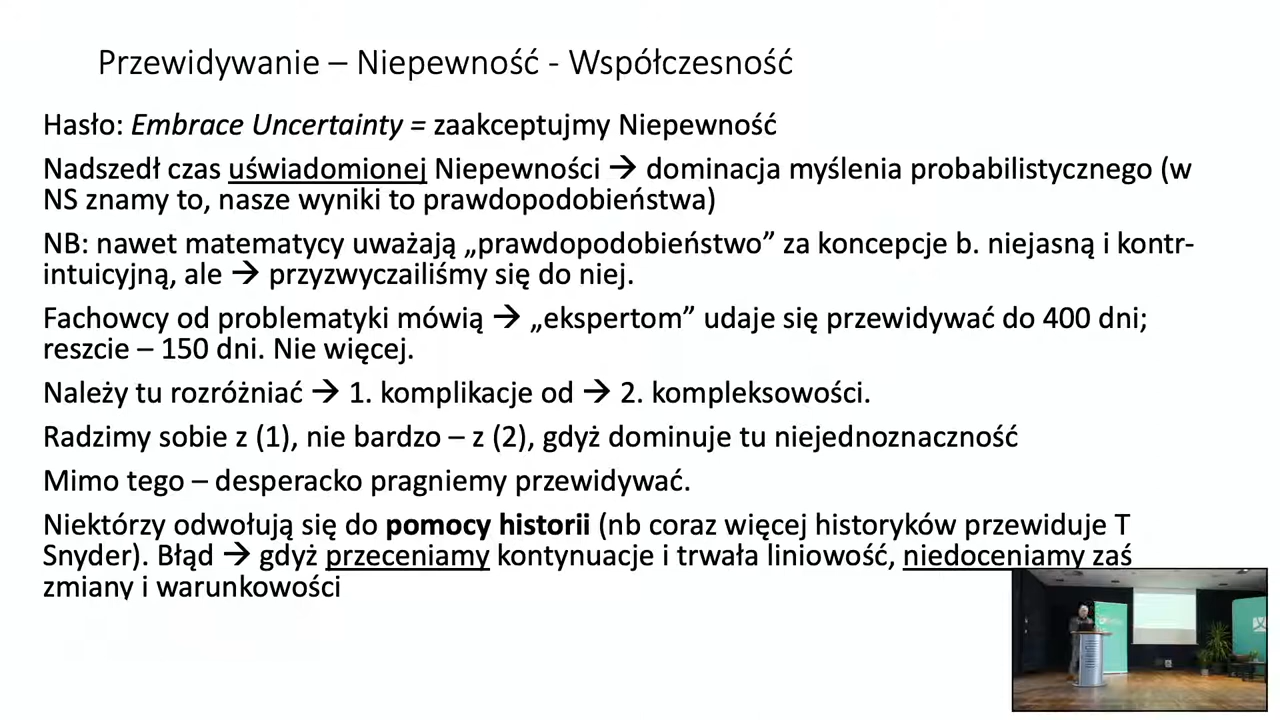 Przewidywanie – Niepewność - Współczesność
Hasło: Embrace Uncertainty = zaakceptujmy Niepewność
Nadszedł czas uświadomionej Niepewności → dominacja myślenia probabilistycznego (w
NS znamy to, nasze wyniki to prawdopodobieństwa)
NB: nawet matematycy uważają „prawdopodobieństwo” za koncepcje b. niejasną i kontr-
intuicyjną, ale → przyzwyczailiśmy się do niej.
Fachowcy od problematyki mówią → „ekspertom” udaje się przewidywać do 400 dni;
reszcie – 150 dni. Nie więcej.
Należy tu rozróżniać → 1. komplikacje od → 2. kompleksowości.
Radzimy sobie z (1), nie bardzo – z (2), gdyż dominuje tu niejednoznaczność
Mimo tego – desperacko pragniemy przewidywać.
Niektórzy odwołują się do pomocy historii (nb coraz więcej historyków przewiduje T
Snyder). Błąd → gdyż przeceniamy kontynuacje i trwała liniowość, niedoceniamy zaś
zmiany i warunkowości